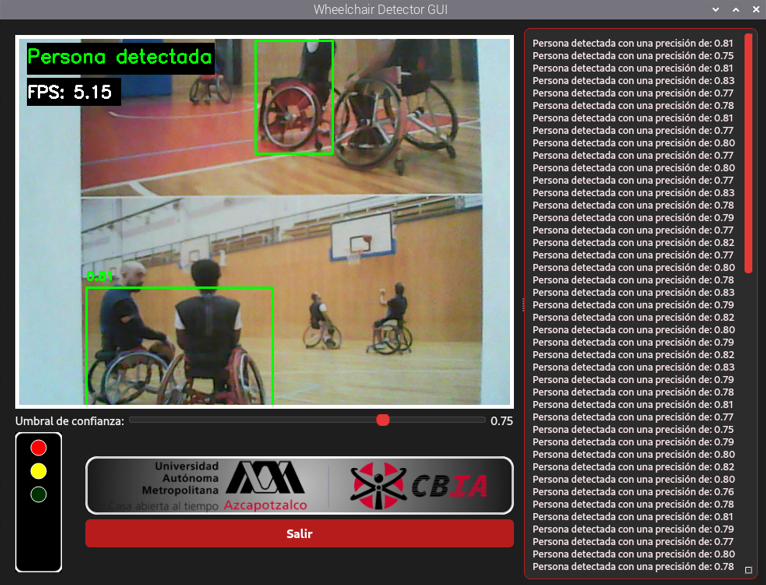 Wheelchair Detector GUI
Persona detectada
FPS: 5.15
0.81
Umbral de confianza:
0.75
Universidad
Autónoma
Metropolitana
Casa abierta al tiempo
Azcapotzalco
CBIA
Salir
Persona detectada con una precisión de: 0.81
Persona detectada con una precisión de: 0.75
Persona detectada con una precisión de: 0.81
Persona detectada con una precisión de: 0.83
Persona detectada con una precisión de: 0.77
Persona detectada con una precisión de: 0.78
Persona detectada con una precisión de: 0.81
Persona detectada con una precisión de: 0.77
Persona detectada con una precisión de: 0.80
Persona detectada con una precisión de: 0.77
Persona detectada con una precisión de: 0.80
Persona detectada con una precisión de: 0.77
Persona detectada con una precisión de: 0.83
Persona detectada con una precisión de: 0.78
Persona detectada con una precisión de: 0.79
Persona detectada con una precisión de: 0.77
Persona detectada con una precisión de: 0.82
Persona detectada con una precisión de: 0.77
Persona detectada con una precisión de: 0.80
Persona detectada con una precisión de: 0.78
Persona detectada con una precisión de: 0.83
Persona detectada con una precisión de: 0.79
Persona detectada con una precisión de: 0.82
Persona detectada con una precisión de: 0.80
Persona detectada con una precisión de: 0.79
Persona detectada con una precisión de: 0.82
Persona detectada con una precisión de: 0.83
Persona detectada con una precisión de: 0.79
Persona detectada con una precisión de: 0.78
Persona detectada con una precisión de: 0.81
Persona detectada con una precisión de: 0.77
Persona detectada con una precisión de: 0.75
Persona detectada con una precisión de: 0.79
Persona detectada con una precisión de: 0.80
Persona detectada con una precisión de: 0.82
Persona detectada con una precisión de: 0.80
Persona detectada con una precisión de: 0.76
Persona detectada con una precisión de: 0.78
Persona detectada con una precisión de: 0.81
Persona detectada con una precisión de: 0.79
Persona detectada con una precisión de: 0.77
Persona detectada con una precisión de: 0.80
Persona detectada con una precisión de: 0.78